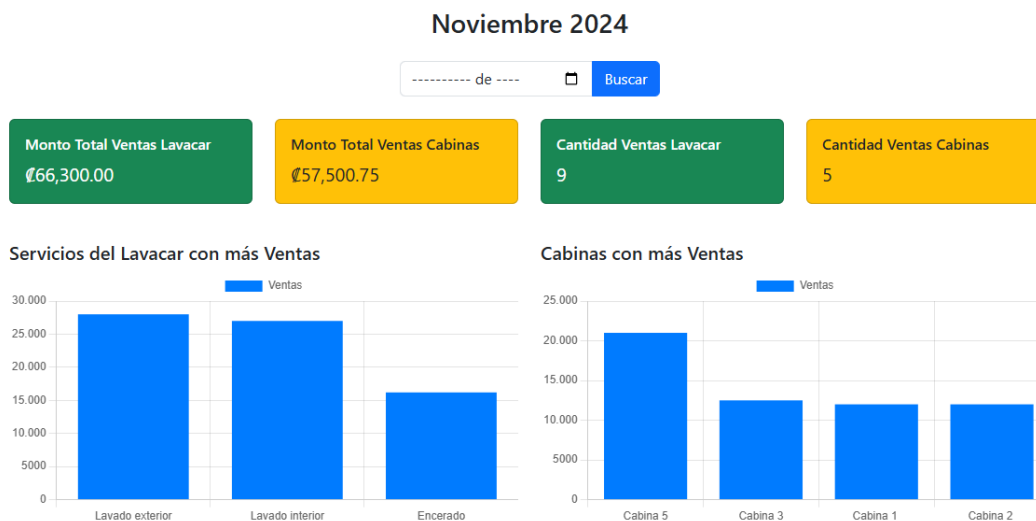 Noviembre 2024
---------- de ----
Buscar
Monto Total Ventas Lavacar
₡66,300.00
Monto Total Ventas Cabinas
₡57,500.75
Cantidad Ventas Lavacar
9
Cantidad Ventas Cabinas
5
Servicios del Lavacar con más Ventas
Ventas
30.000
25.000
20.000
15.000
10.000
5000
0
Lavado exterior
Lavado interior
Encerado
Cabinas con más Ventas
Ventas
25.000
20.000
15.000
10.000
5000
0
Cabina 5
Cabina 3
Cabina 1
Cabina 2